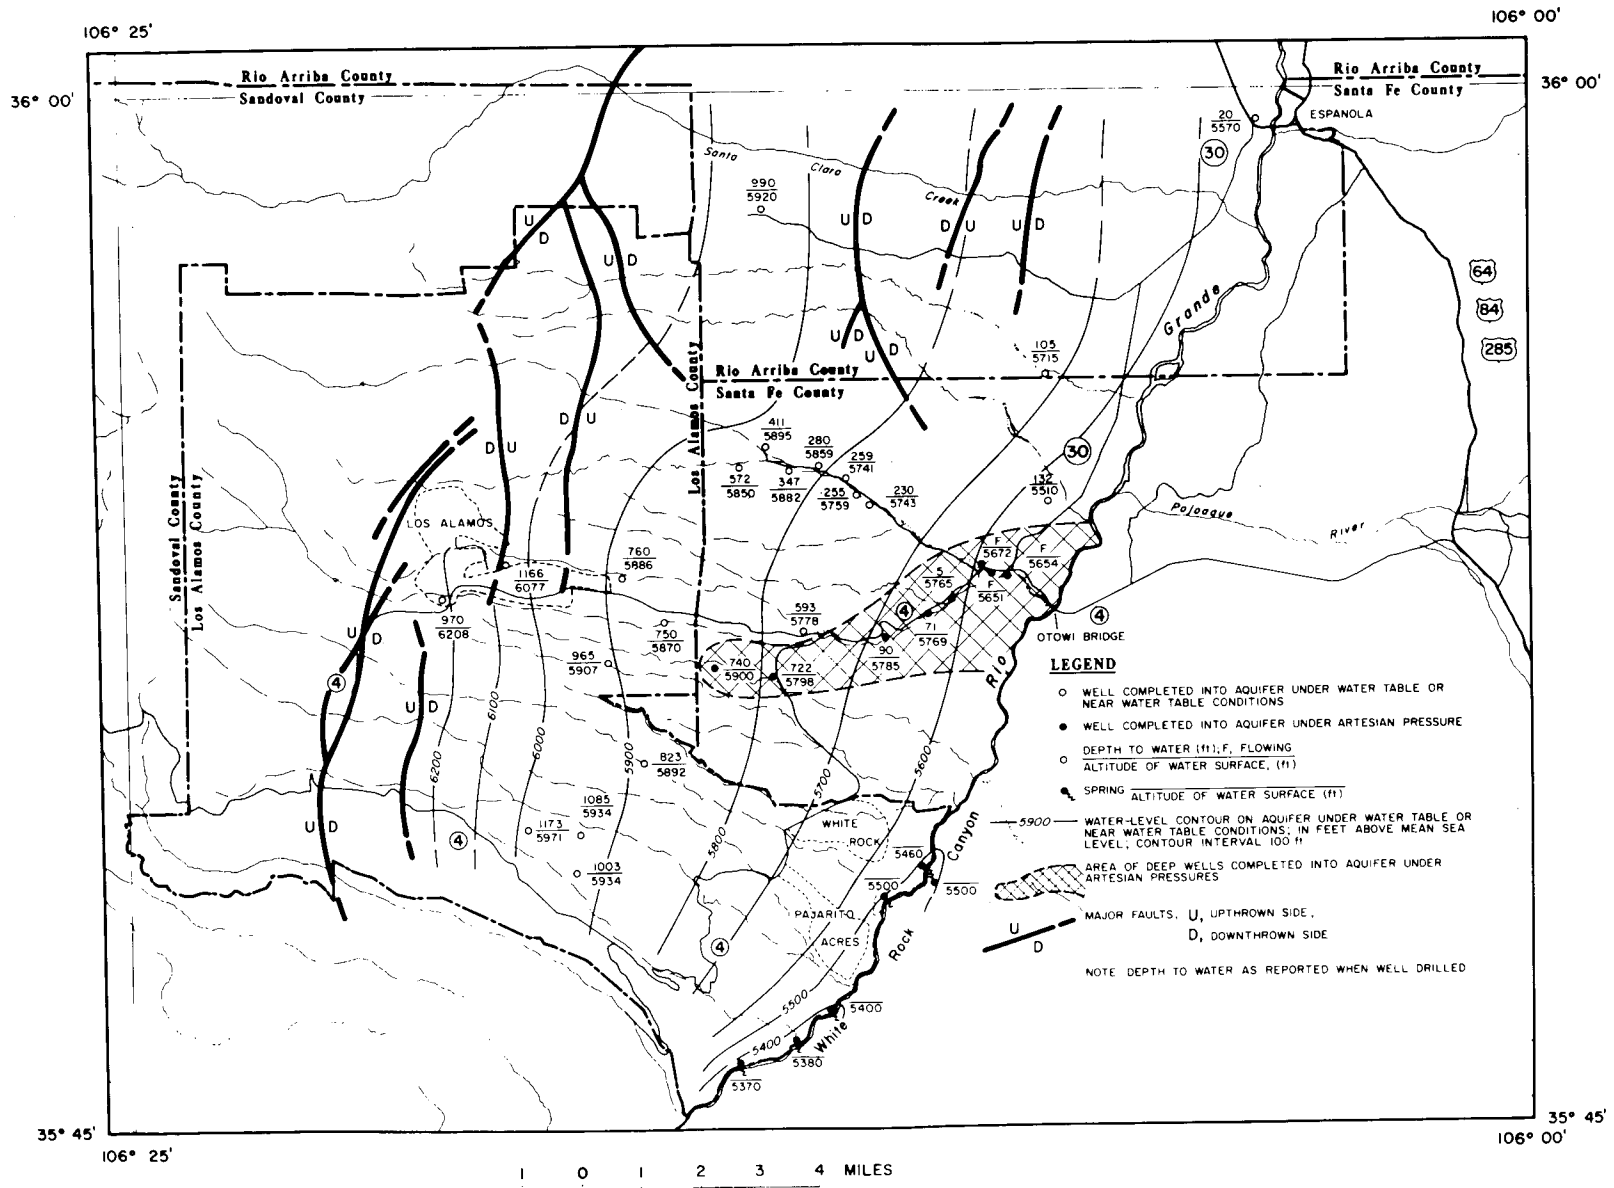 106° 25'
106° 00'
36° 00'
Rio Arriba County
Sandoval County
Rio Arriba County
Santa Fe County
36° 00'
ESPANOLA
20
5570
30
Santa
Clara
Creek
990
5920
U
D
U D
U D
D U
U D
64
84
285
Grande
U D
U D
105
5715
Los Alamos County
Rio Arriba County
Santa Fe County
D U
D U
411
5895
280
5859
259
5741
572
5850
347
5882
255
5759
230
5743
30
132
5510
Pojoaque
River
Sandoval County
Los Alamos County
LOS ALAMOS
1166
6077
760
5886
F
5672
F
5654
5
5765
F
5651
4
4
970
6208
750
5870
593
5778
71
5769
90
5785
OTOWI BRIDGE
U D
965
5907
740
5900
722
5798
Rio
4
U D
6200
6100
6000
5900
823
5892
5800
5700
5600
LEGEND
WELL COMPLETED INTO AQUIFER UNDER WATER TABLE OR
NEAR WATER TABLE CONDITIONS
WELL COMPLETED INTO AQUIFER UNDER ARTESIAN PRESSURE
DEPTH TO WATER (ft); F, FLOWING
ALTITUDE OF WATER SURFACE, (ft)
SPRING ALTITUDE OF WATER SURFACE (ft)
5900
WATER-LEVEL CONTOUR ON AQUIFER UNDER WATER TABLE OR
NEAR WATER TABLE CONDITIONS; IN FEET ABOVE MEAN SEA
LEVEL; CONTOUR INTERVAL 100 ft
AREA OF DEEP WELLS COMPLETED INTO AQUIFER UNDER
ARTESIAN PRESSURES
U
D
MAJOR FAULTS, U, UPTHROWN SIDE,
D, DOWNTHROWN SIDE
NOTE DEPTH TO WATER AS REPORTED WHEN WELL DRILLED
U D
4
1173
5971
1085
5934
1003
5934
WHITE
ROCK
5460
5500
5500
PAJARITO
ACRES
4
Canyon
Rock
White
5500
5400
5400
5380
5370
35° 45'
106° 25'
35° 45'
106° 00'
1 0 1 2 3 4 MILES